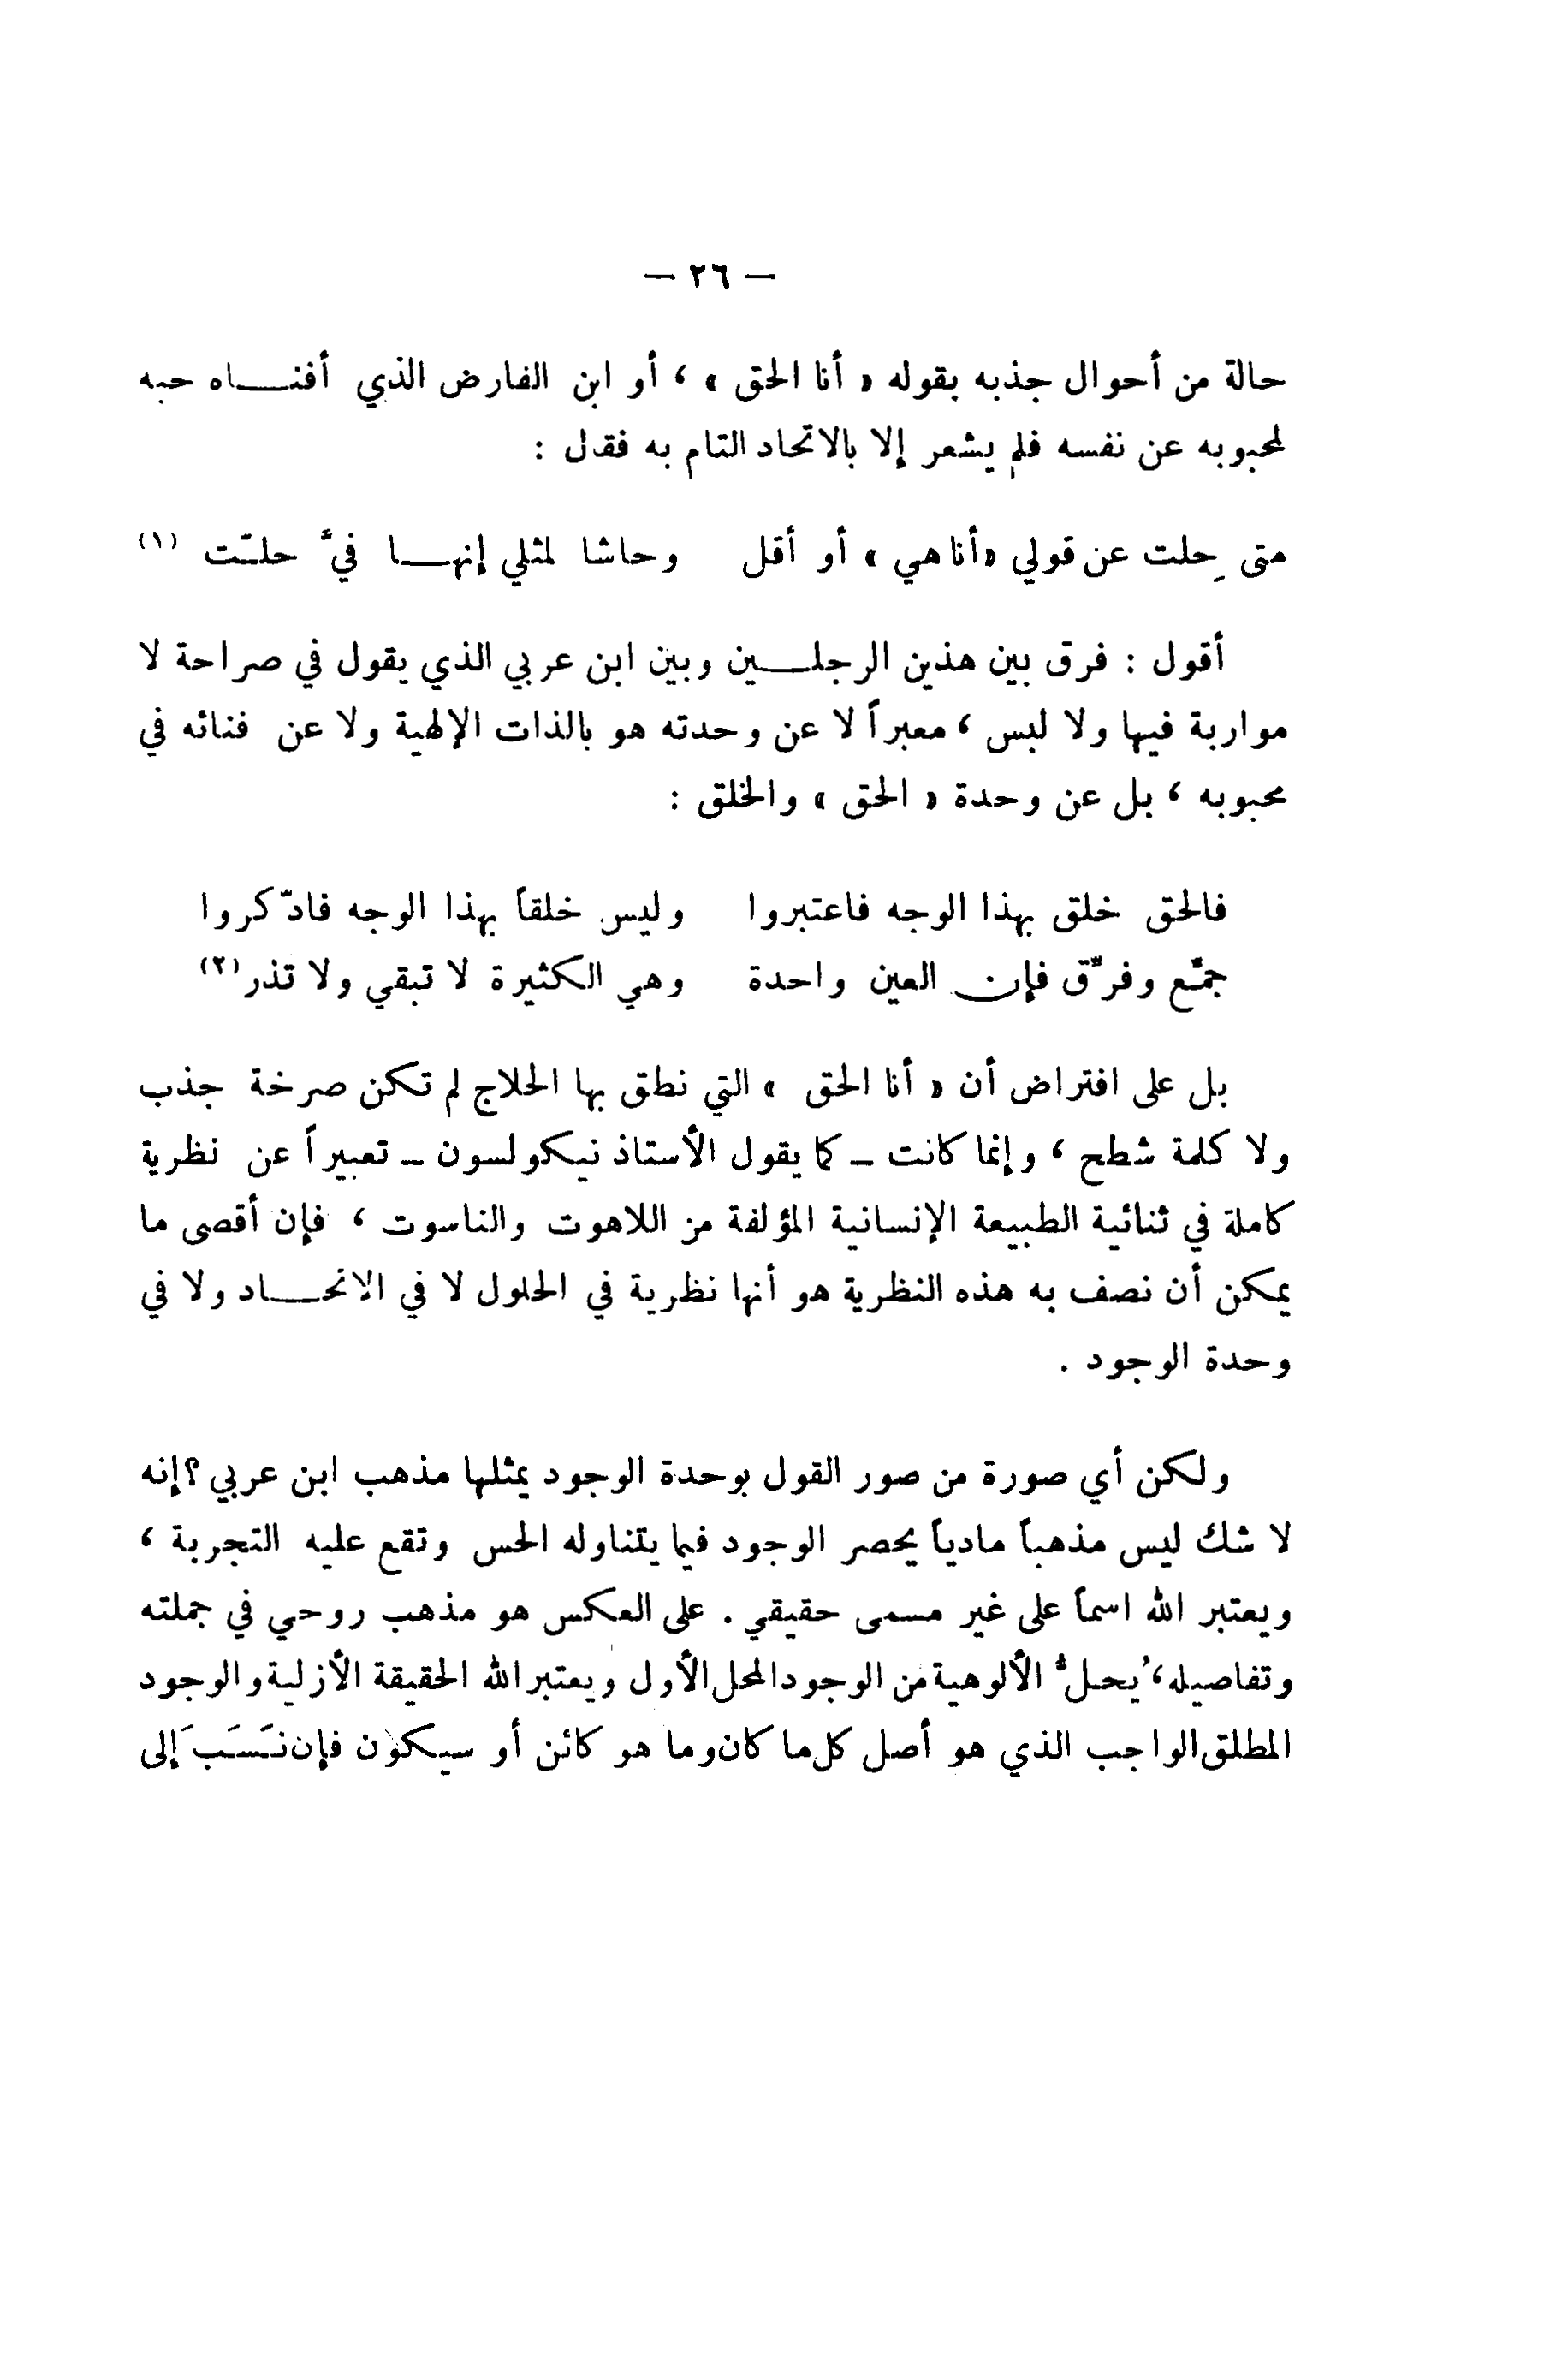 — ٢٦ —
حالة من أحوال جذبه بقوله « أنا الحق » ، أو ابن الفارض الذي أفنـــاه حبه
لمحبوبه عن نفسه فلم يشعر إلا بالاتحاد التام به فقال :
متى حِلت عن قولي «أنا هي» أو أقل وحاشا لمثلي إنهـــا فيَّ حلـّت (١)
أقول : فرق بين هذين الرجلـــين وبين ابن عربي الذي يقول في صراحة لا
مواربة فيها ولا لبس ، معبراً لا عن وحدته هو بالذات الإلهية ولا عن فنائه في
محبوبه ، بل عن وحدة « الحق » والخلق :
فالحق خلق بهذا الوجه فاعتبروا وليس خلقاً بهذا الوجه فادّكروا
جمّع وفرّق فإن العين واحدة وهي الكثيرة لا تبقي ولا تذر(٢)
بل على افتراض أن « أنا الحق » التي نطق بها الحلاج لم تكن صرخة جذب
ولا كلمة شطح ، وإنما كانت ــ كما يقول الأستاذ نيكولسون ــ تعبيراً عن نظرية
كاملة في ثنائية الطبيعة الإنسانية المؤلفة من اللاهوت والناسوت ، فإن أقصى ما
يمكن أن نصف به هذه النظرية هو أنها نظرية في الحلول لا في الاتحـــاد ولا في
وحدة الوجود .
ولكن أي صورة من صور القول بوحدة الوجود يمثلها مذهب ابن عربي ؟ إنه
لا شك ليس مذهباً مادياً يحصر الوجود فيما يتناوله الحس وتقع عليه التجربة ،
ويعتبر الله اسماً على غير مسمى حقيقي . على العكس هو مذهب روحي في جملته
وتفاصيله ، يُحلُّ الألوهية من الوجود المحل الأول ويعتبر الله الحقيقة الأزلية والوجود
المطلق الواجب الذي هو أصل كل ما كان وما هو كائن أو سيكون فإن نَسَبَ إلى